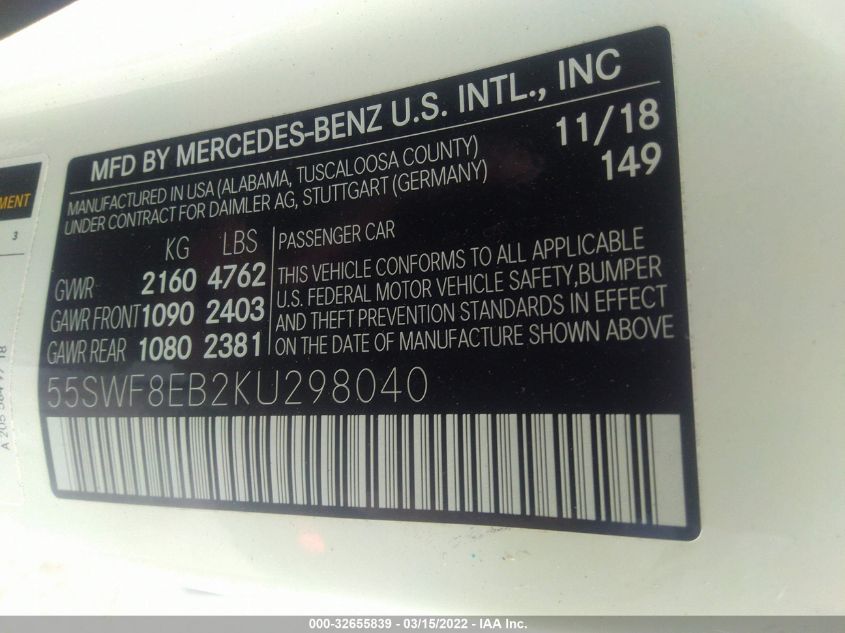 MFD BY MERCEDES-BENZ U.S. INTL., INC
11/18
MANUFACTURED IN USA (ALABAMA, TUSCALOOSA COUNTY)
149
UNDER CONTRACT FOR DAIMLER AG, STUTTGART (GERMANY)
KG LBS
GVWR 2160 4762
GAWR FRONT 1090 2403
GAWR REAR 1080 2381
PASSENGER CAR
THIS VEHICLE CONFORMS TO ALL APPLICABLE
U.S. FEDERAL MOTOR VEHICLE SAFETY,BUMPER
AND THEFT PREVENTION STANDARDS IN EFFECT
ON THE DATE OF MANUFACTURE SHOWN ABOVE
55SWF8EB2KU298040
3
000-32655839 - 03/15/2022 - IAA Inc.